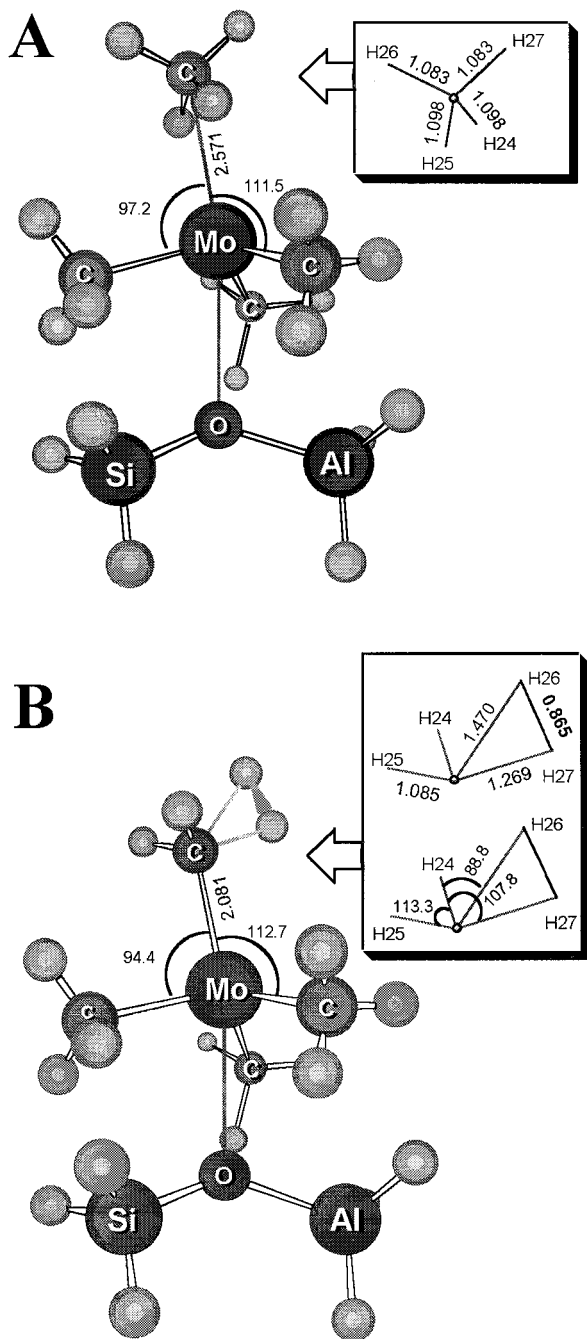 A
C
H26
H27
1.083
1.083
1.098
1.098
H24
H25
2.571
97.2
111.5
Mo
C
C
C
O
Si
Al
B
H26
H24
1.470
0.865
H25
1.085
1.269
H27
H26
H24
88.8
113.3
107.8
H25
H27
C
2.081
94.4
112.7
Mo
C
C
C
O
Si
Al